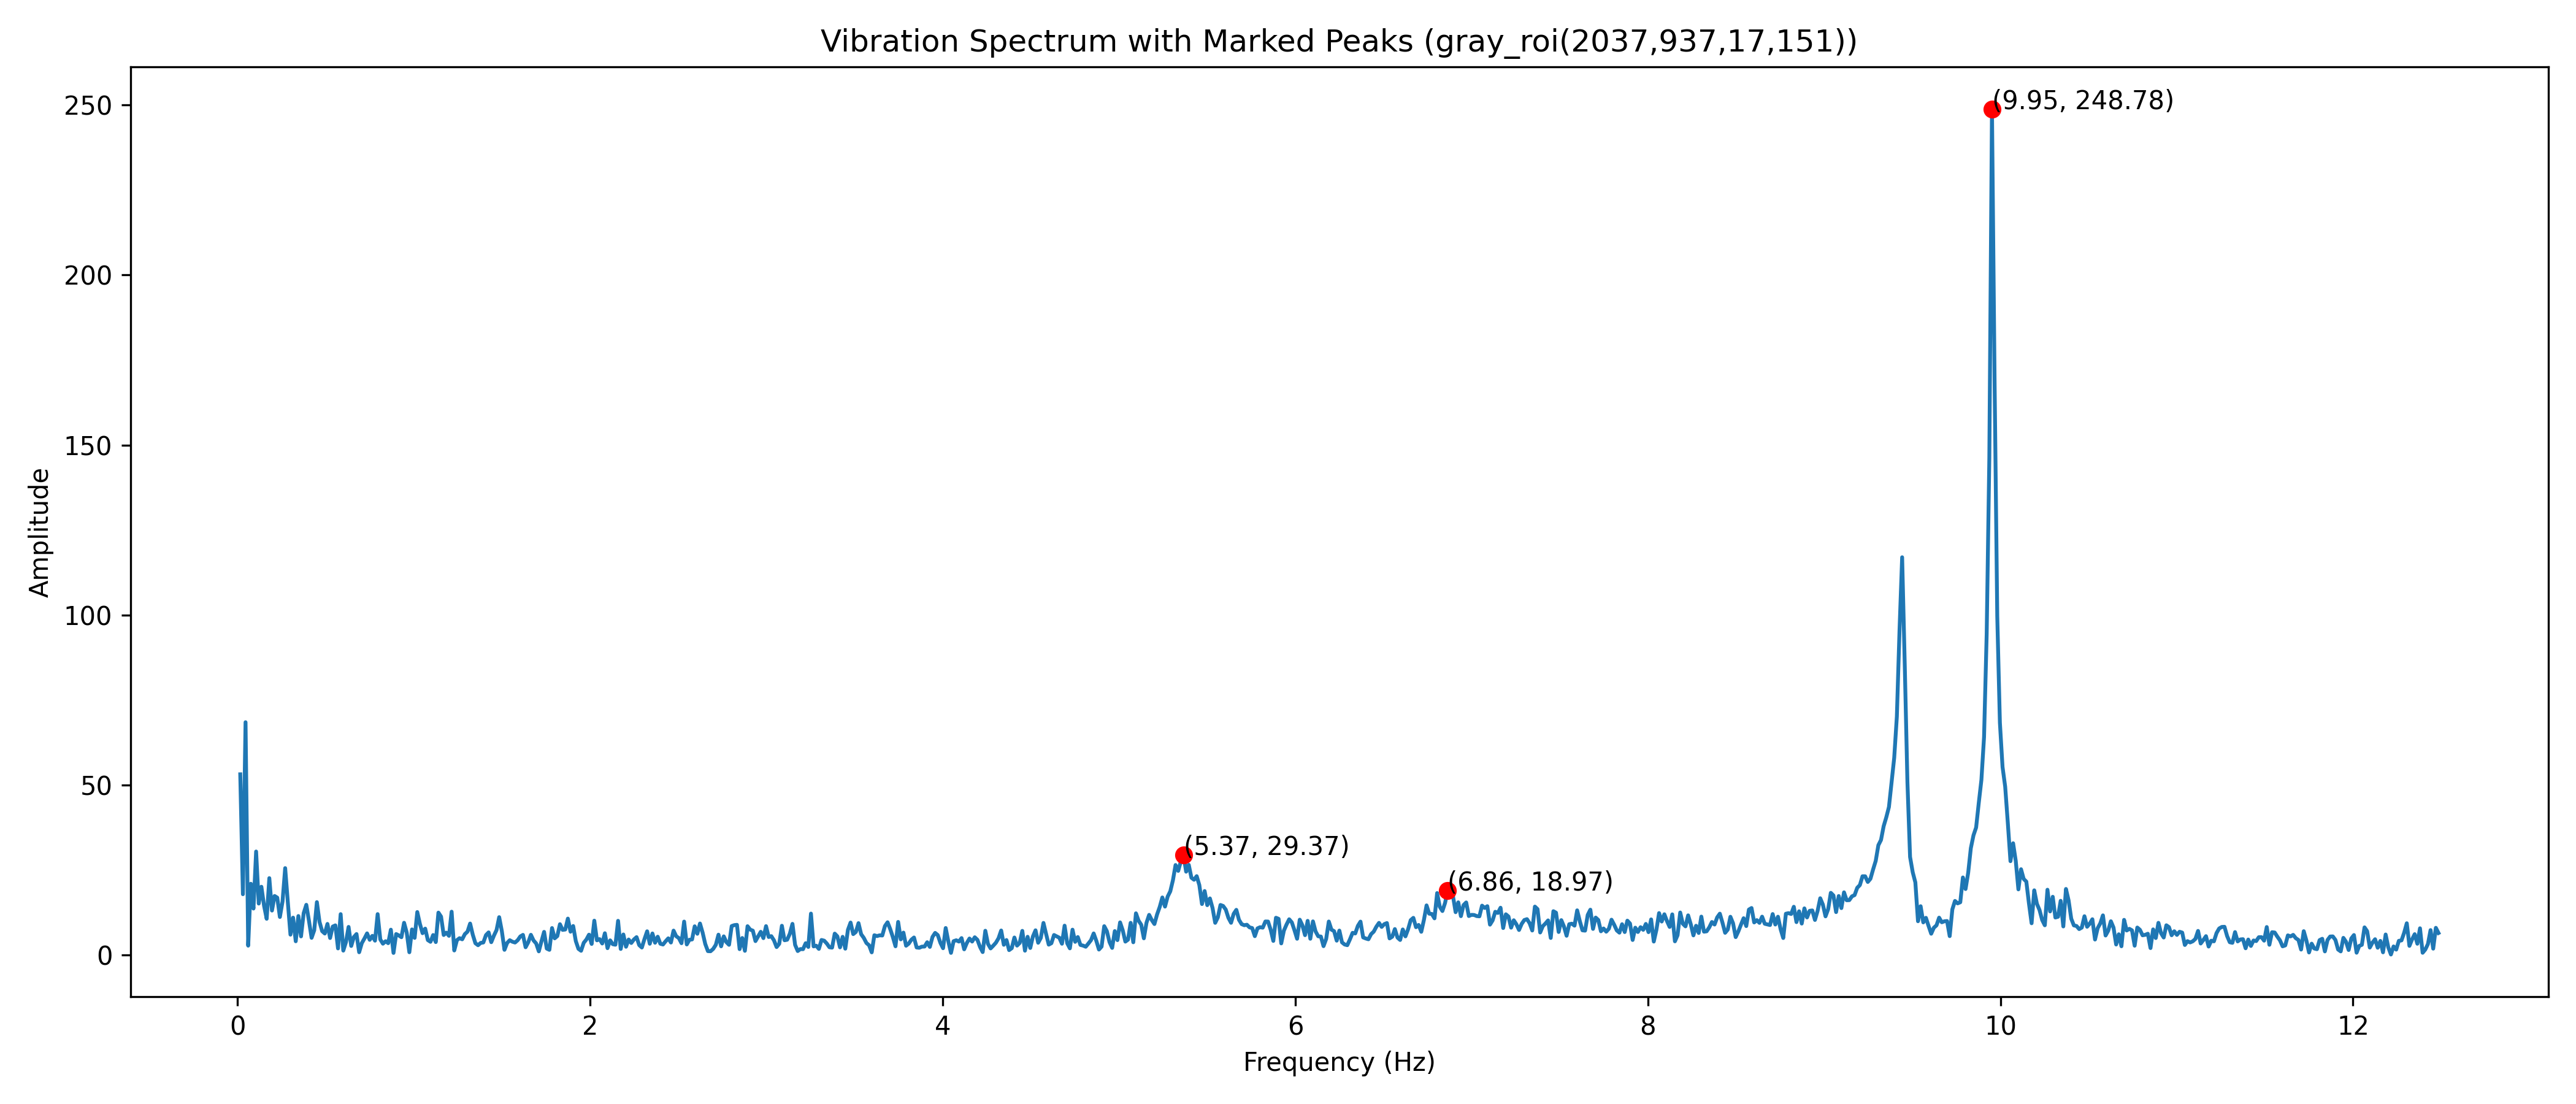 Vibration Spectrum with Marked Peaks (gray_roi(2037,937,17,151))
250
200
150
100
50
0
Amplitude
(9.95, 248.78)
(5.37, 29.37)
(6.86, 18.97)
0 2 4 6 8 10 12
Frequency (Hz)